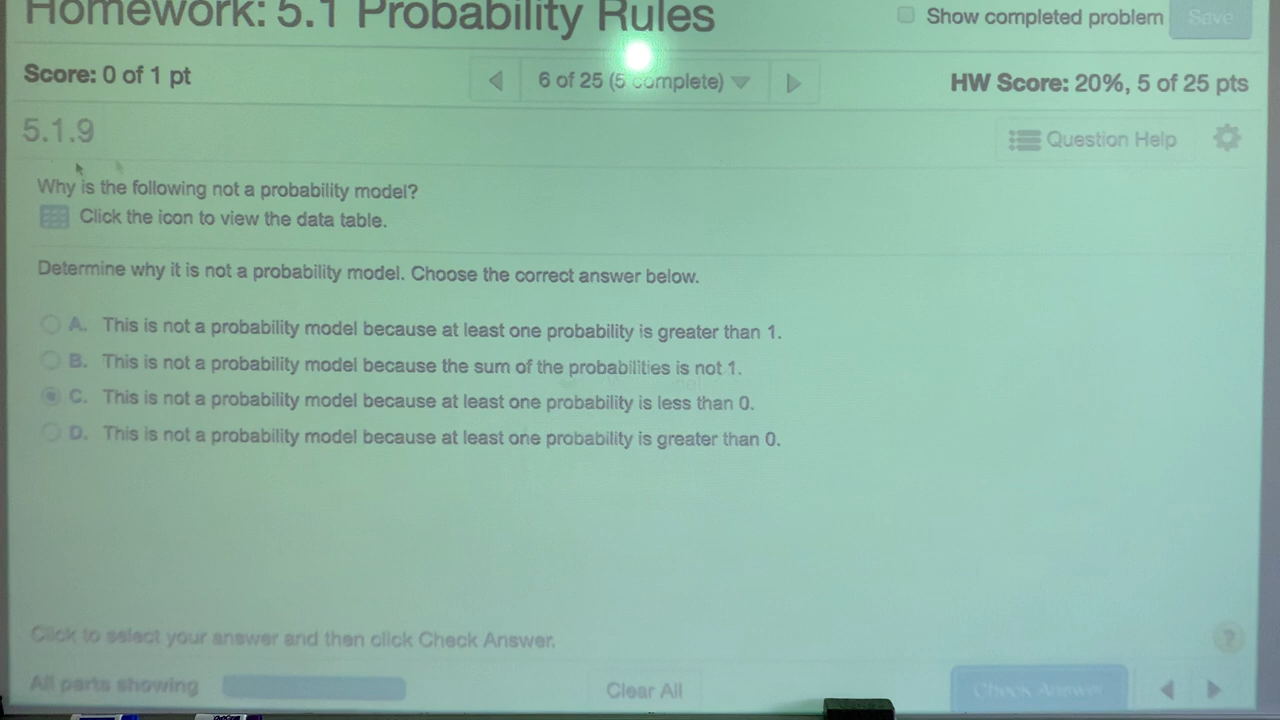 Homework: 5.1 Probability Rules
Show completed problem
Save
Score: 0 of 1 pt
6 of 25 (5 complete)
HW Score: 20%, 5 of 25 pts
5.1.9
Question Help
Why is the following not a probability model?
Click the icon to view the data table.
Determine why it is not a probability model. Choose the correct answer below.
A. This is not a probability model because at least one probability is greater than 1.
B. This is not a probability model because the sum of the probabilities is not 1.
C. This is not a probability model because at least one probability is less than 0.
D. This is not a probability model because at least one probability is greater than 0.
Click to select your answer and then click Check Answer.
?
All parts showing
Clear All
Check Answer